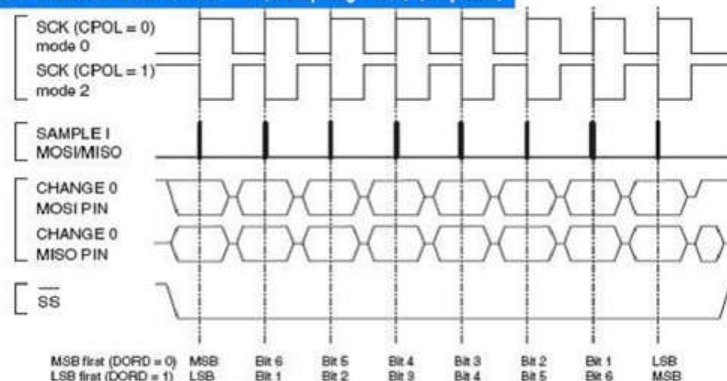 SCK (CPOL = 0)
mode 0
SCK (CPOL = 1)
mode 2
SAMPLE I
MOSI/MISO
CHANGE 0
MOSI PIN
CHANGE 0
MISO PIN
SS
MSB first (DORD = 0) MSB Bit 6 Bit 5 Bit 4 Bit 3 Bit 2 Bit 1 LSB
LSB first (DORD = 1) LSB Bit 1 Bit 2 Bit 3 Bit 4 Bit 5 Bit 6 MSB